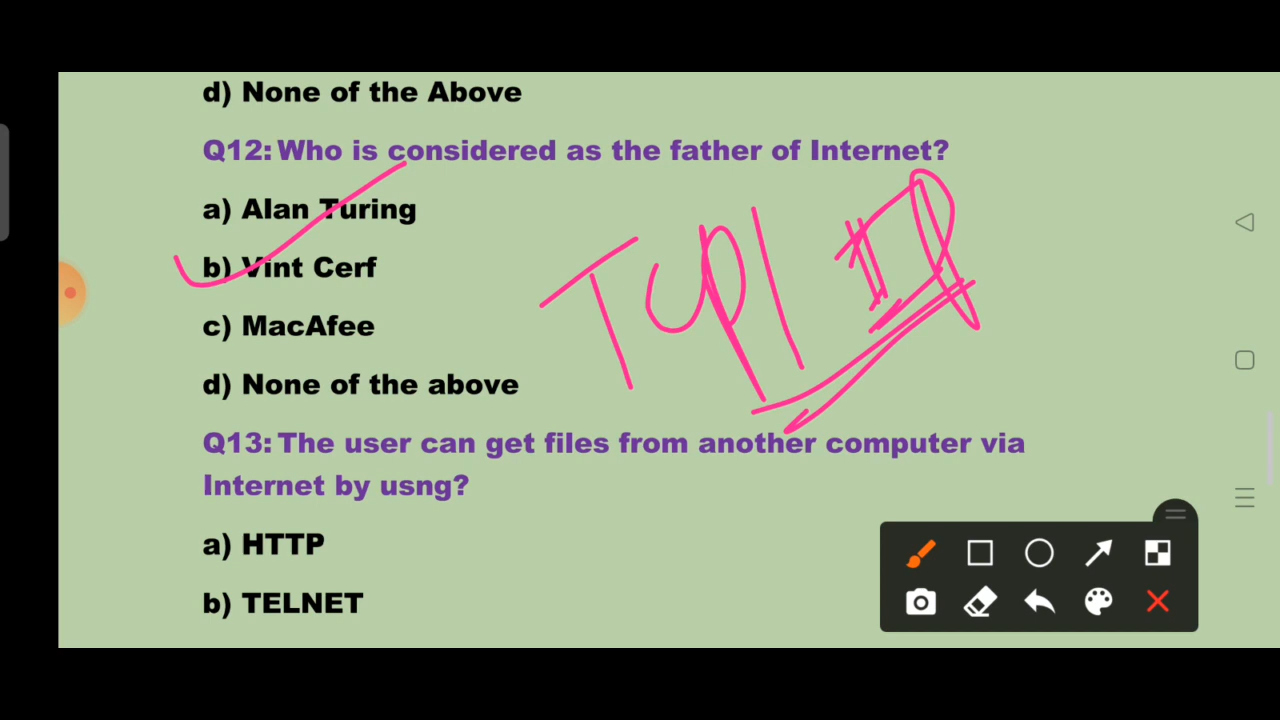 d) None of the Above
Q12: Who is considered as the father of Internet?
a) Alan Turing
b) Vint Cerf
Tcp/ Ip
c) MacAfee
d) None of the above
Q13: The user can get files from another computer via
Internet by usng?
a) HTTP
b) TELNET